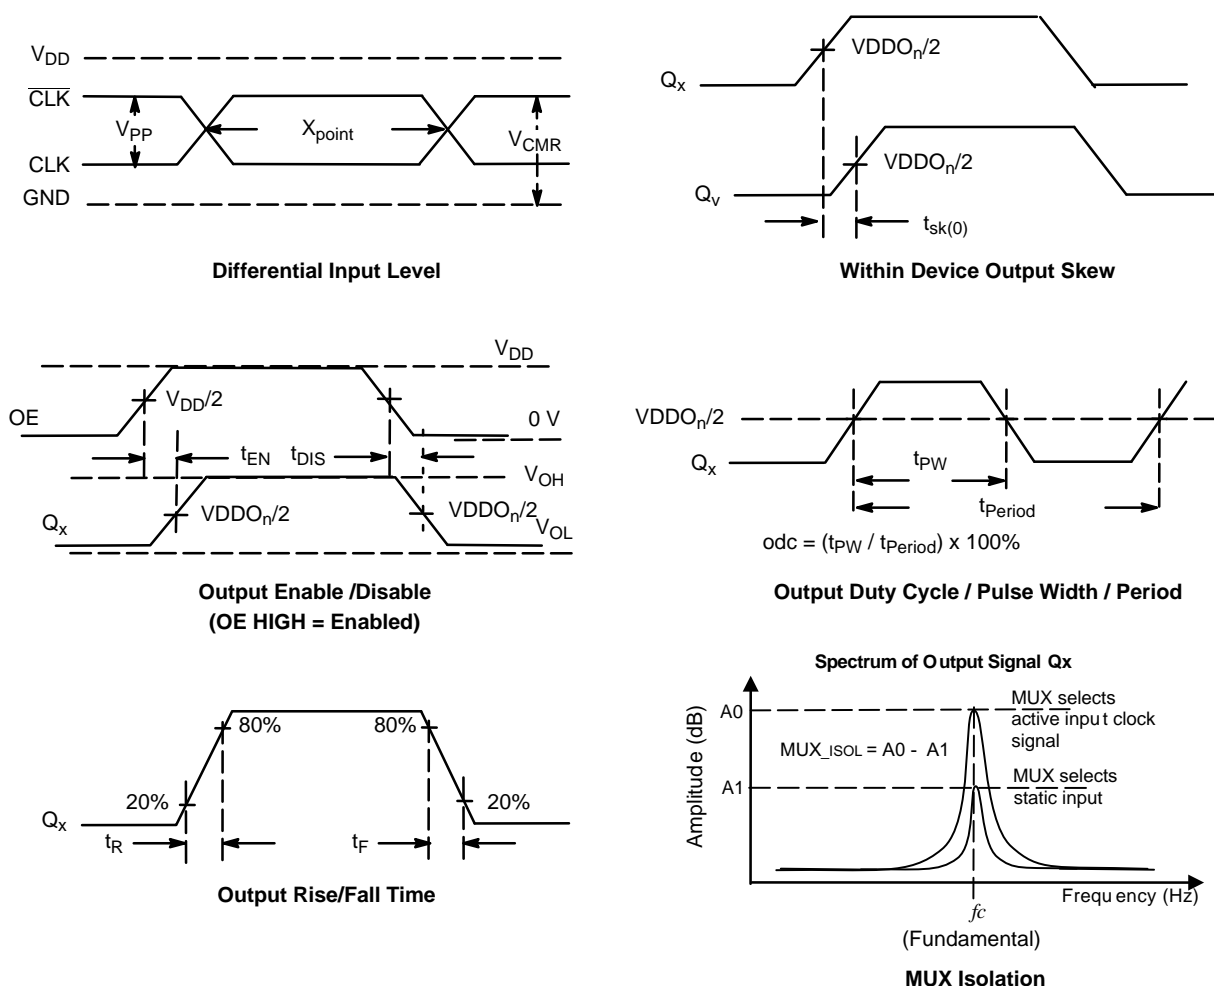 V_DD
C̅L̅K̅
V_PP
X_point
V_CMR
CLK
GND
Differential Input Level
VDDO_n/2
Q_x
VDDO_n/2
Q_v
t_sk(0)
Within Device Output Skew
V_DD
V_DD/2
OE
0 V
t_EN
t_DIS
V_OH
Q_x
VDDO_n/2
VDDO_n/2
V_OL
Output Enable /Disable
(OE HIGH = Enabled)
VDDO_n/2
Q_x
t_PW
t_Period
odc = (t_PW / t_Period) x 100%
Output Duty Cycle / Pulse Width / Period
80%
80%
20%
20%
Q_x
t_R
t_F
Output Rise/Fall Time
Spectrum of Output Signal Qx
Amplitude (dB)
A0
MUX selects
active input clock
signal
MUX_ISOL = A0 - A1
A1
MUX selects
static input
Frequency (Hz)
fc
(Fundamental)
MUX Isolation